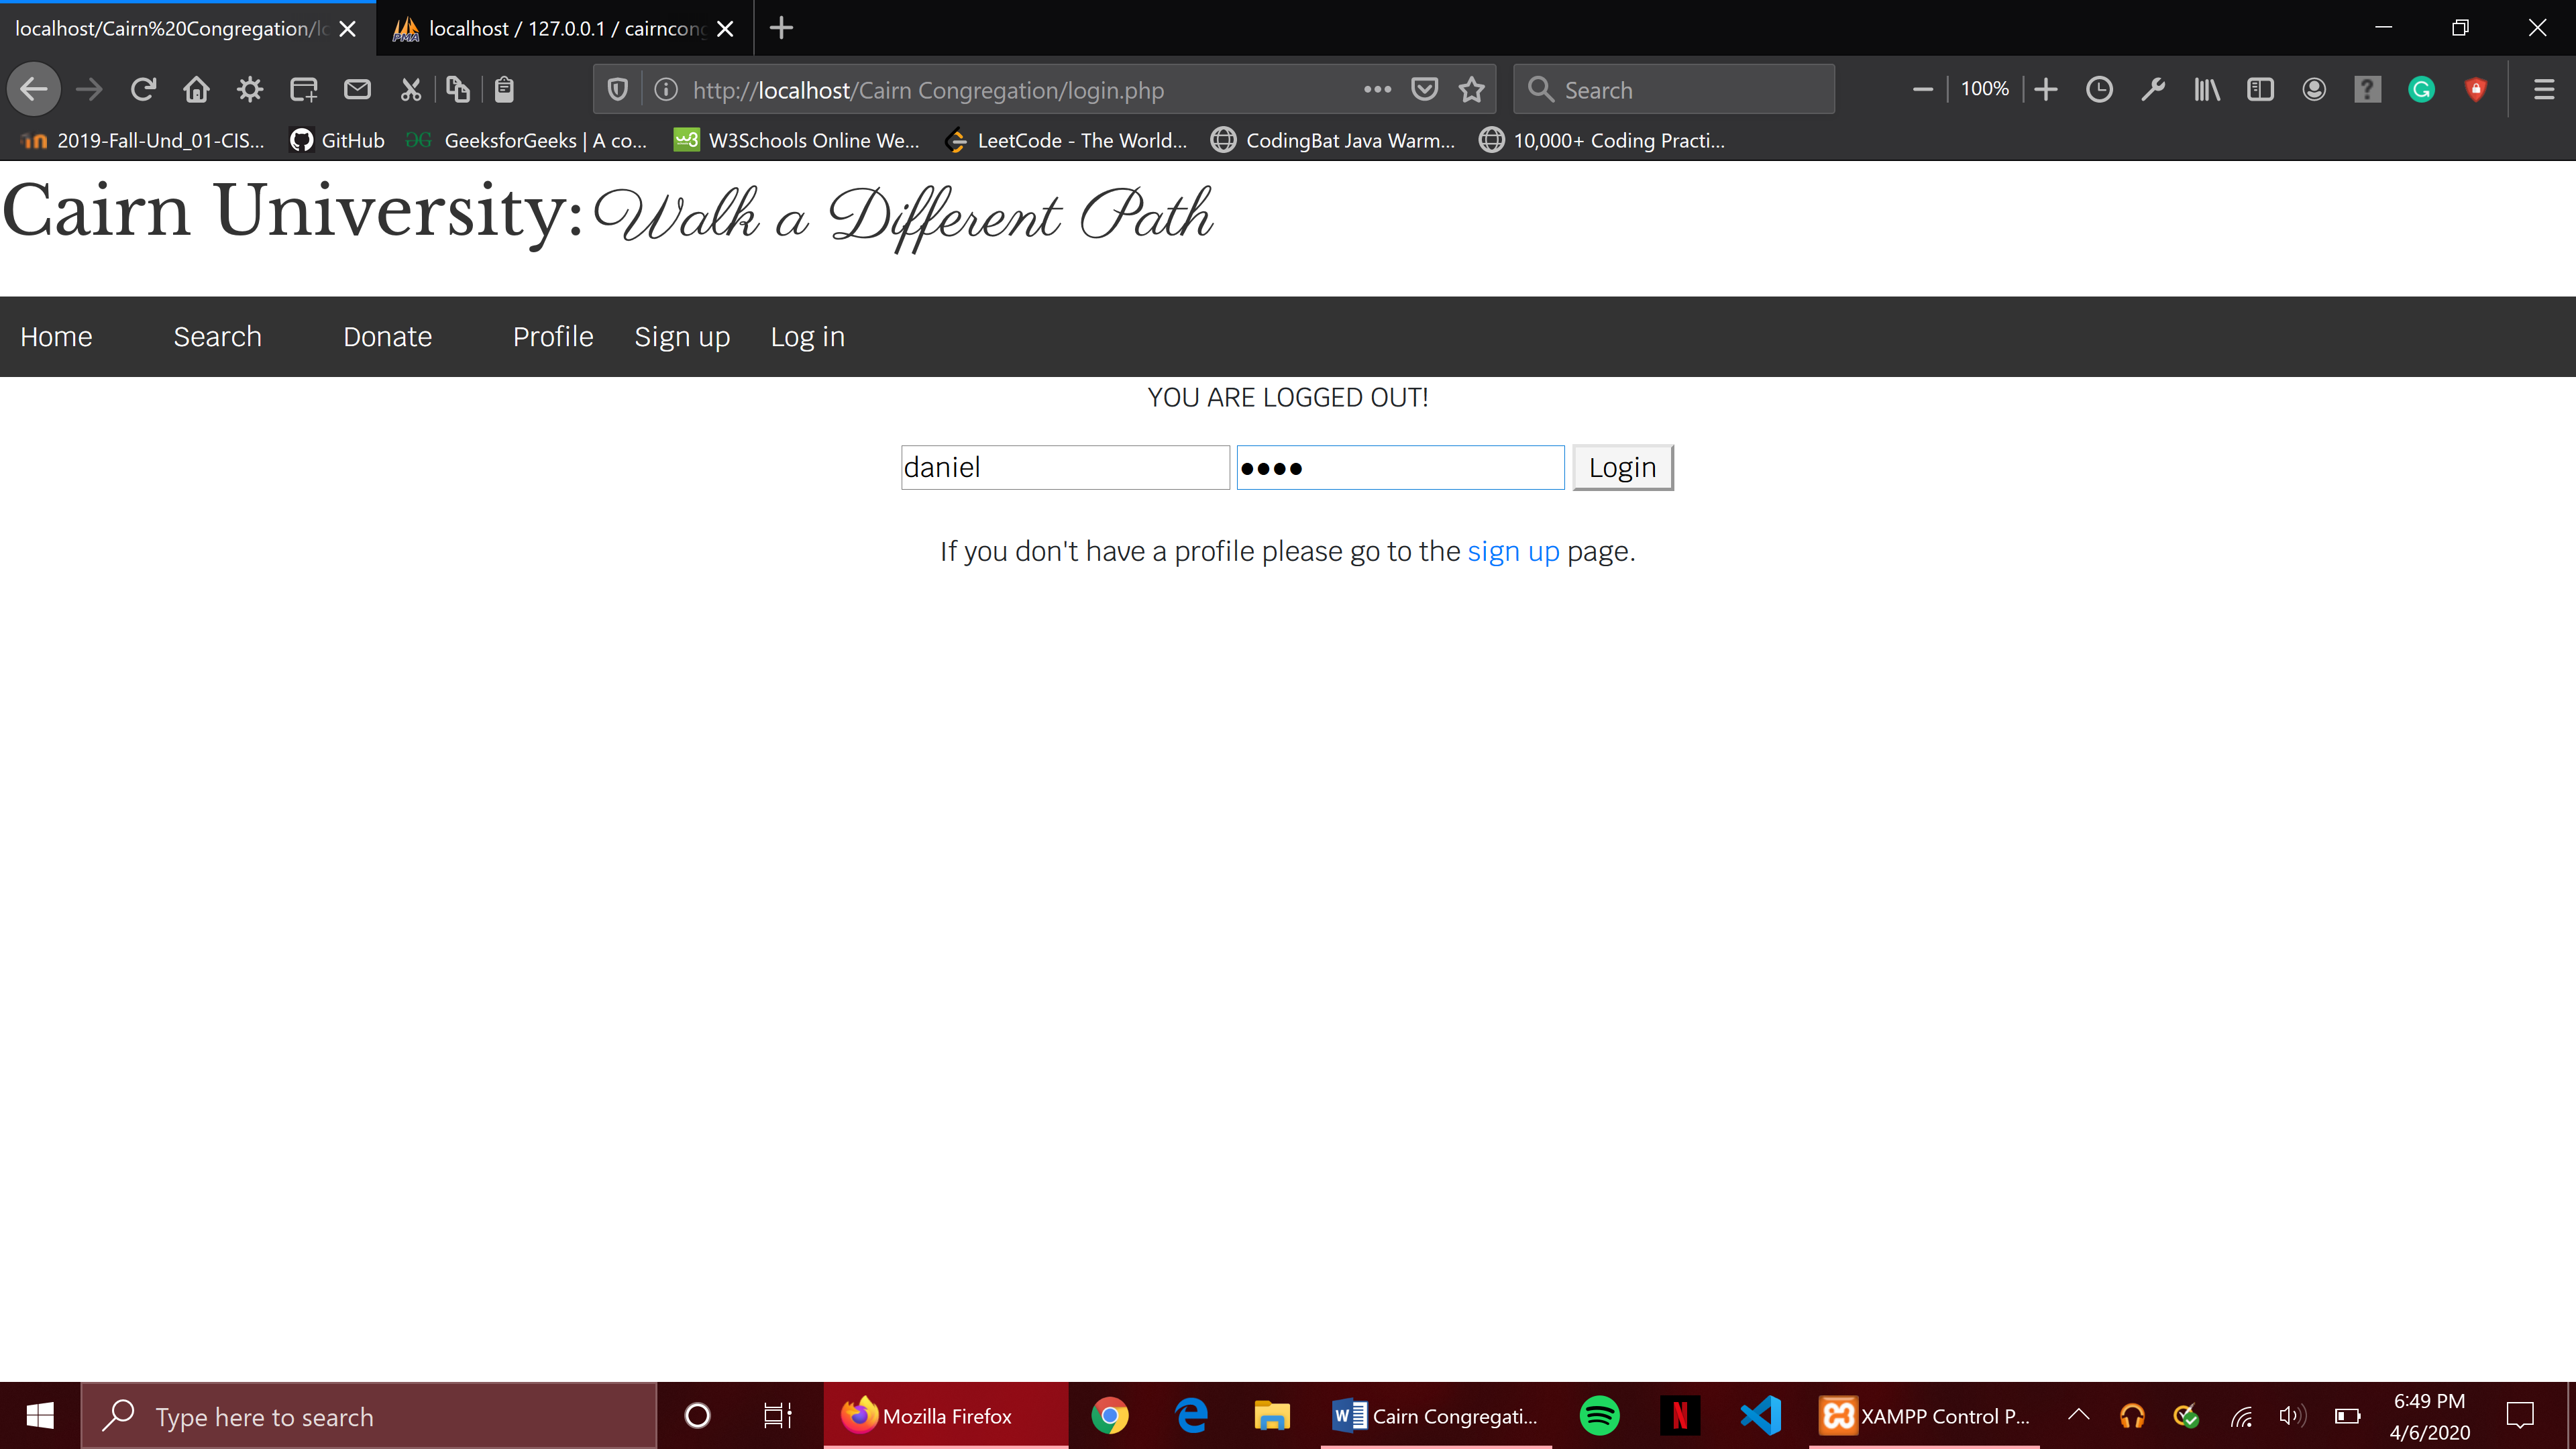 localhost/Cairn%20Congregation/lo
localhost / 127.0.0.1 / cairncong
http://localhost/Cairn Congregation/login.php
Search
100%
2019-Fall-Und_01-CIS...
GitHub
GeeksforGeeks | A co...
W3Schools Online We...
LeetCode - The World...
CodingBat Java Warm...
10,000+ Coding Practi...
Cairn University: Walk a Different Path
Home Search Donate Profile Sign up Log in
YOU ARE LOGGED OUT!
daniel •••• Login
If you don't have a profile please go to the sign up page.
Type here to search
Mozilla Firefox
Cairn Congregati...
XAMPP Control P...
6:49 PM
4/6/2020